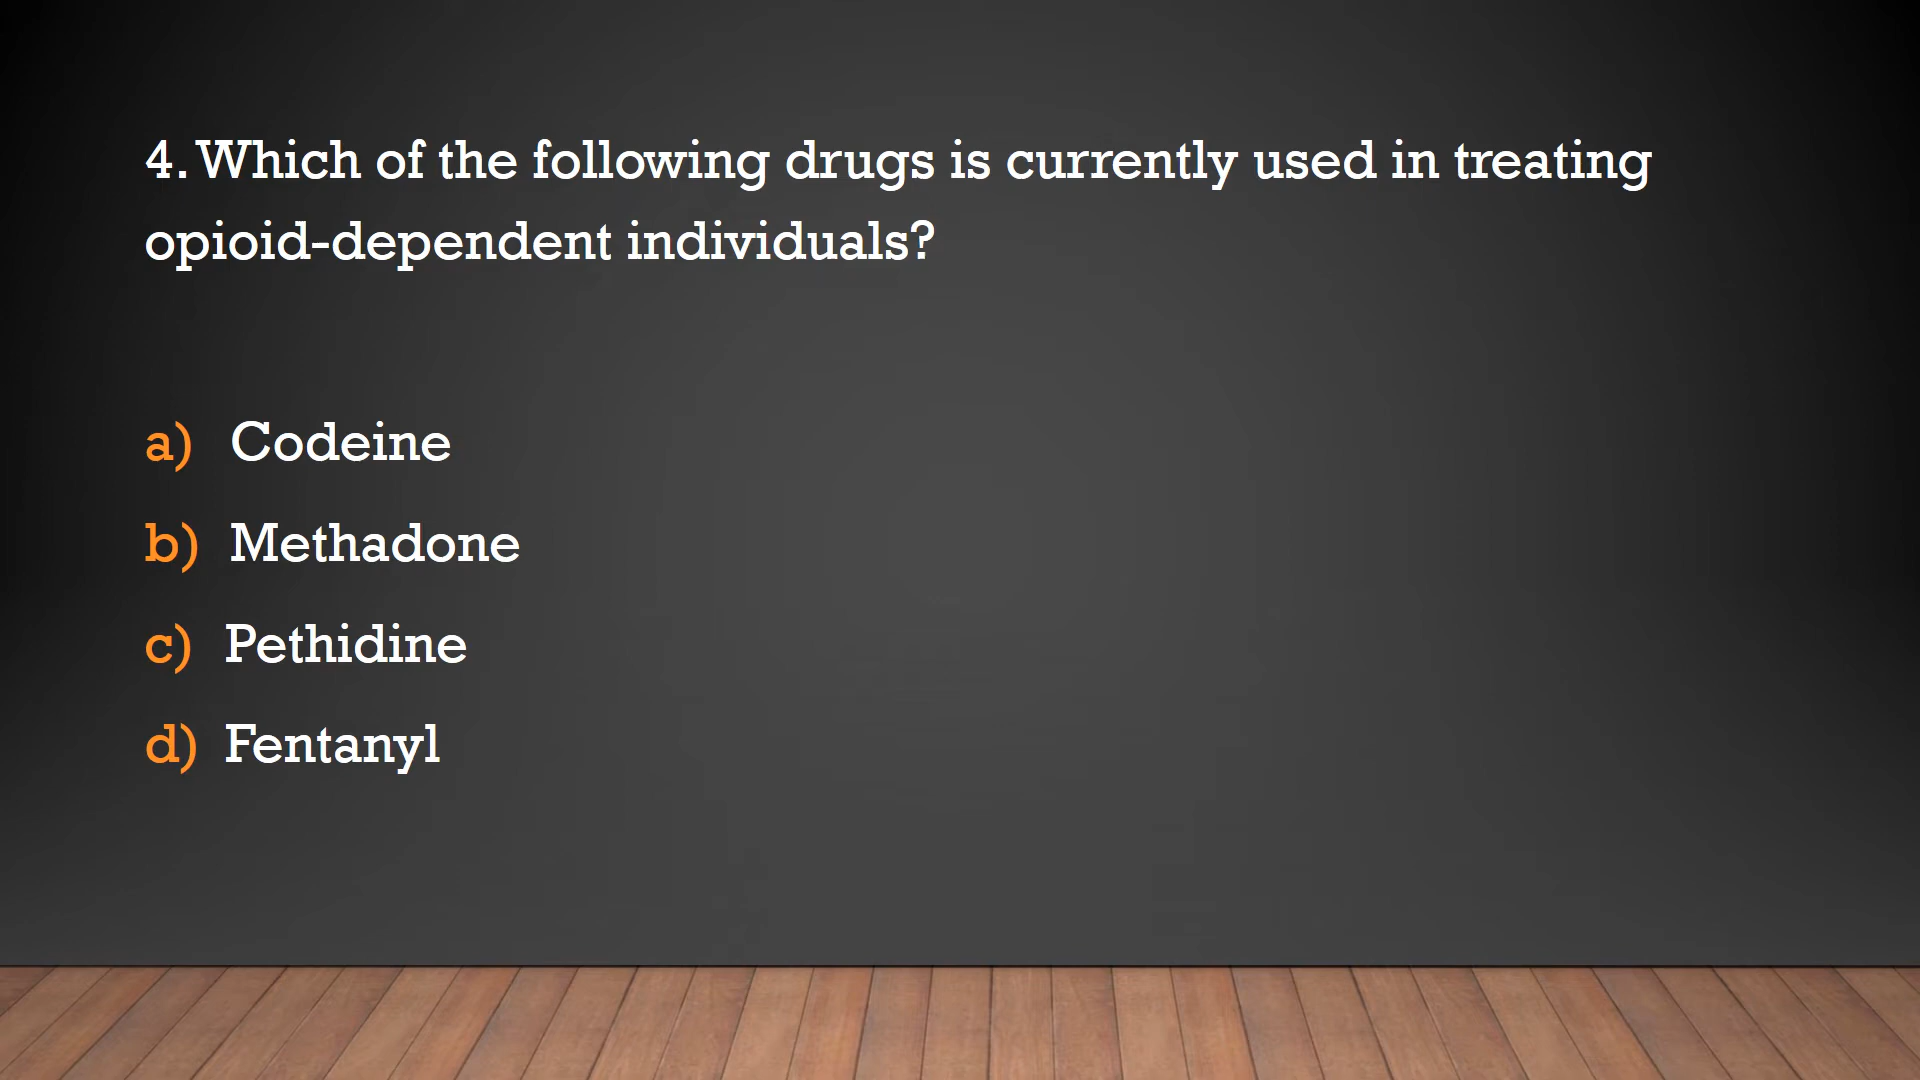 4. Which of the following drugs is currently used in treating
opioid-dependent individuals?
a) Codeine
b) Methadone
c) Pethidine
d) Fentanyl